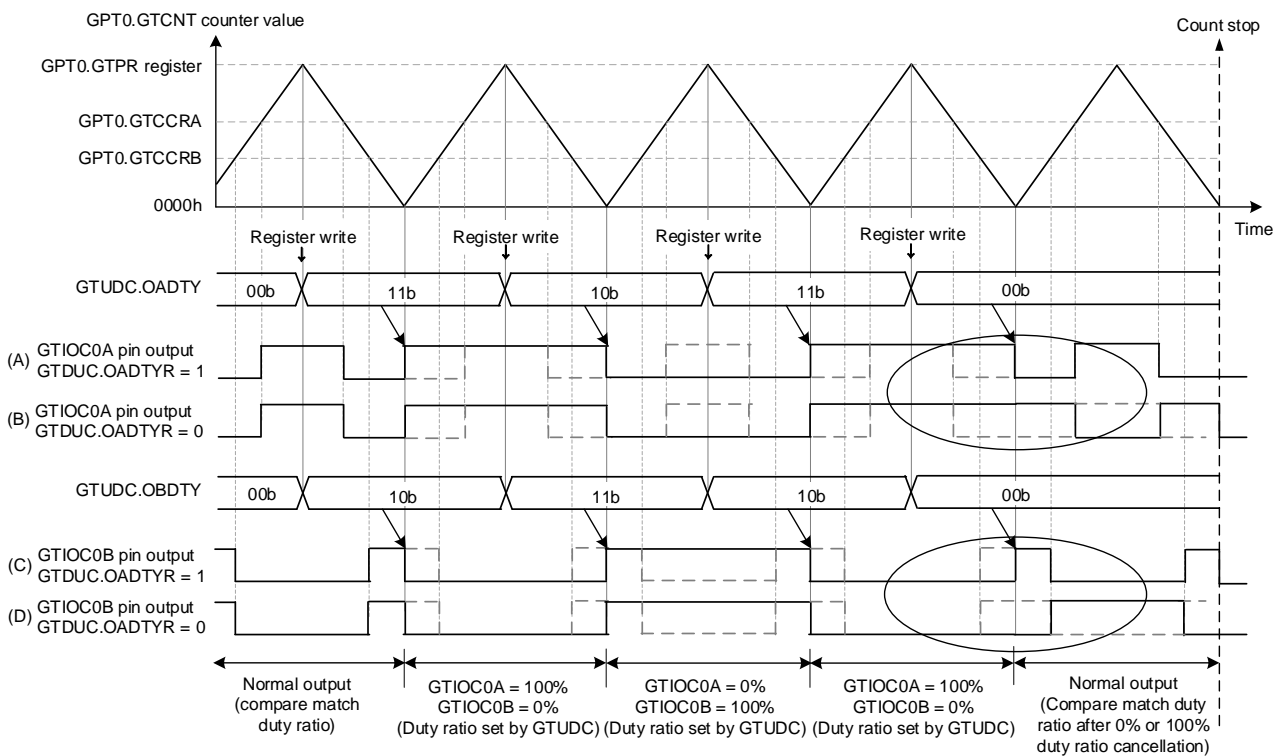 GPT0.GTCNT counter value
Count stop
GPT0.GTPR register
GPT0.GTCCRA
GPT0.GTCCRB
0000h
Time
Register write Register write Register write Register write
GTUDC.OADTY 00b 11b 10b 11b 00b
(A) GTIOC0A pin output
GTDUC.OADTYR = 1
(B) GTIOC0A pin output
GTDUC.OADTYR = 0
GTUDC.OBDTY 00b 10b 11b 10b 00b
(C) GTIOC0B pin output
GTDUC.OADTYR = 1
(D) GTIOC0B pin output
GTDUC.OADTYR = 0
Normal output
(compare match
duty ratio)
GTIOC0A = 100%
GTIOC0B = 0%
(Duty ratio set by GTUDC)
GTIOC0A = 0%
GTIOC0B = 100%
(Duty ratio set by GTUDC)
GTIOC0A = 100%
GTIOC0B = 0%
(Duty ratio set by GTUDC)
Normal output
(Compare match duty
ratio after 0% or 100%
duty ratio cancellation)